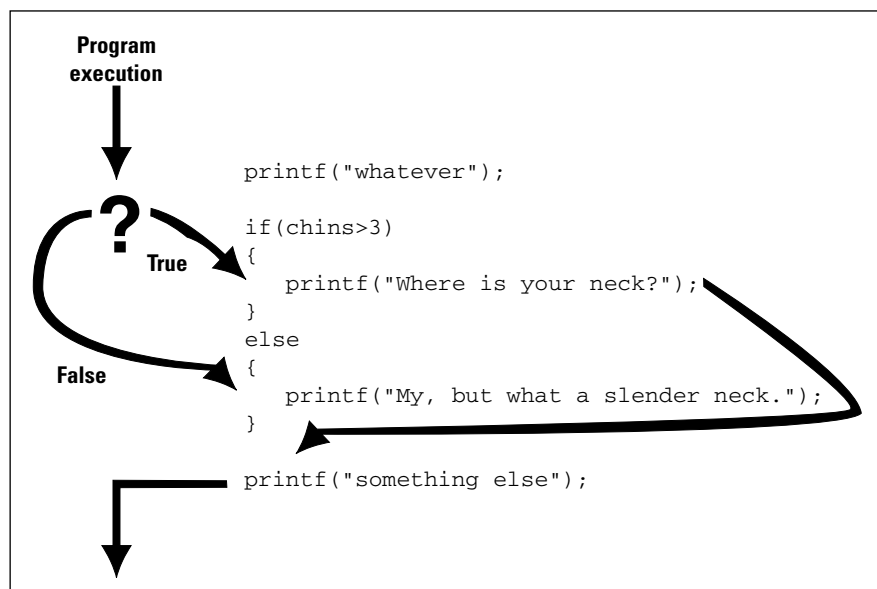 Program
execution
printf("whatever");
?
if(chins>3)
True
{
printf("Where is your neck?");
}
else
False
{
printf("My, but what a slender neck.");
}
printf("something else");